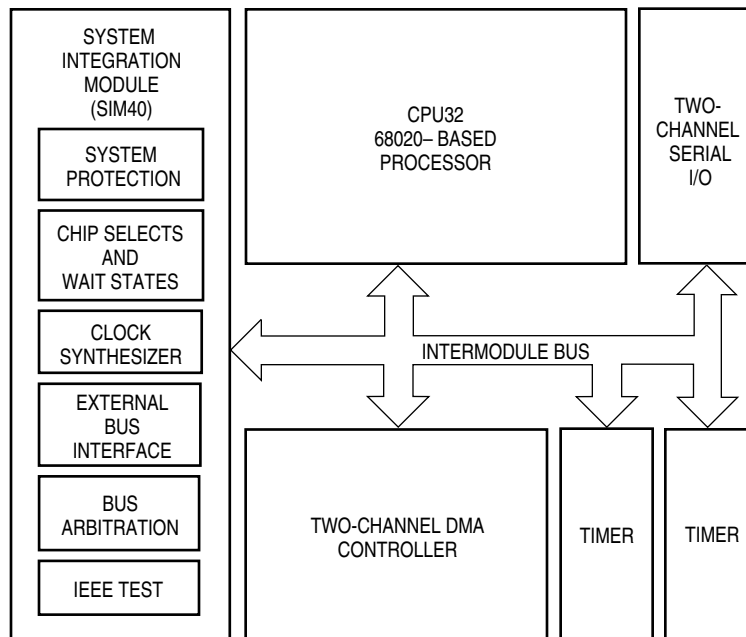 SYSTEM
INTEGRATION
MODULE
(SIM40)
SYSTEM
PROTECTION
CHIP SELECTS
AND
WAIT STATES
CLOCK
SYNTHESIZER
EXTERNAL
BUS
INTERFACE
BUS
ARBITRATION
IEEE TEST
CPU32
68020– BASED
PROCESSOR
TWO-
CHANNEL
SERIAL
I/O
INTERMODULE BUS
TWO-CHANNEL DMA
CONTROLLER
TIMER
TIMER